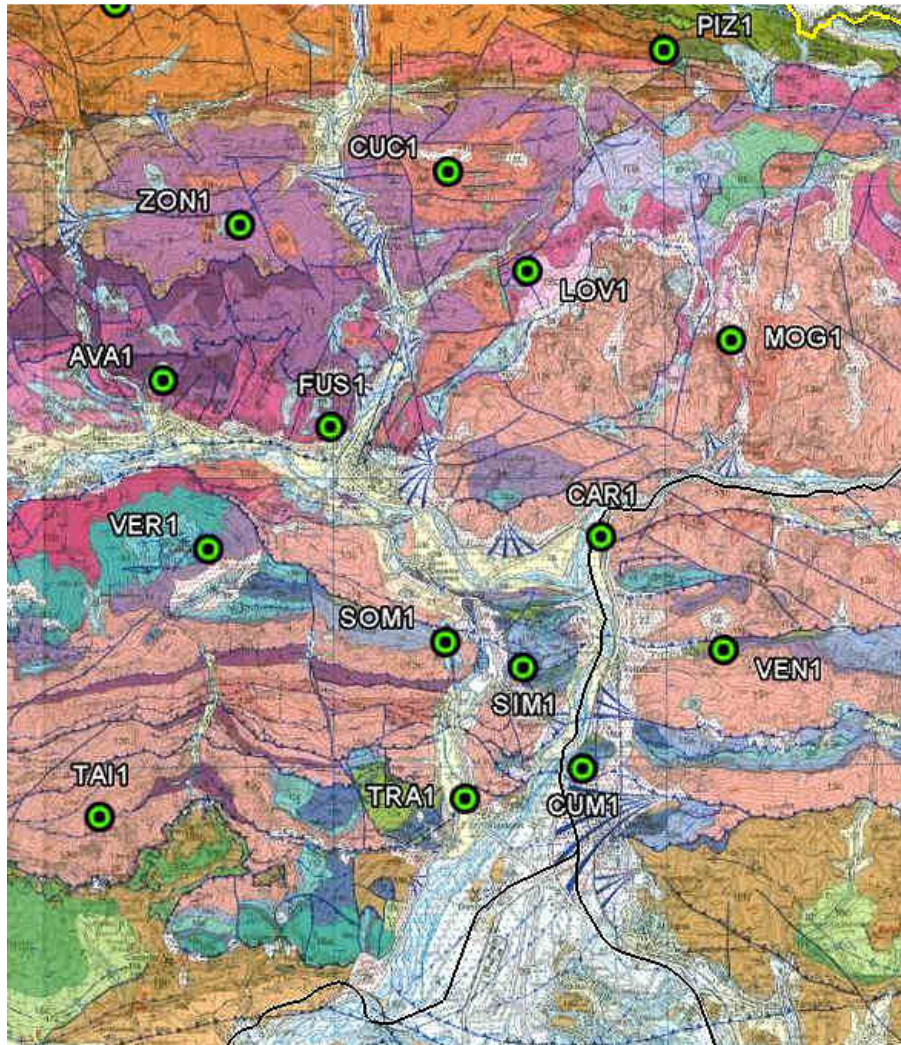 PIZ1
CUC1
ZON1
LOV1
MOG1
AVA1
FUS1
CAR1
VER1
SOM1
VEN1
SIM1
TAI1
TRA1
CUM1